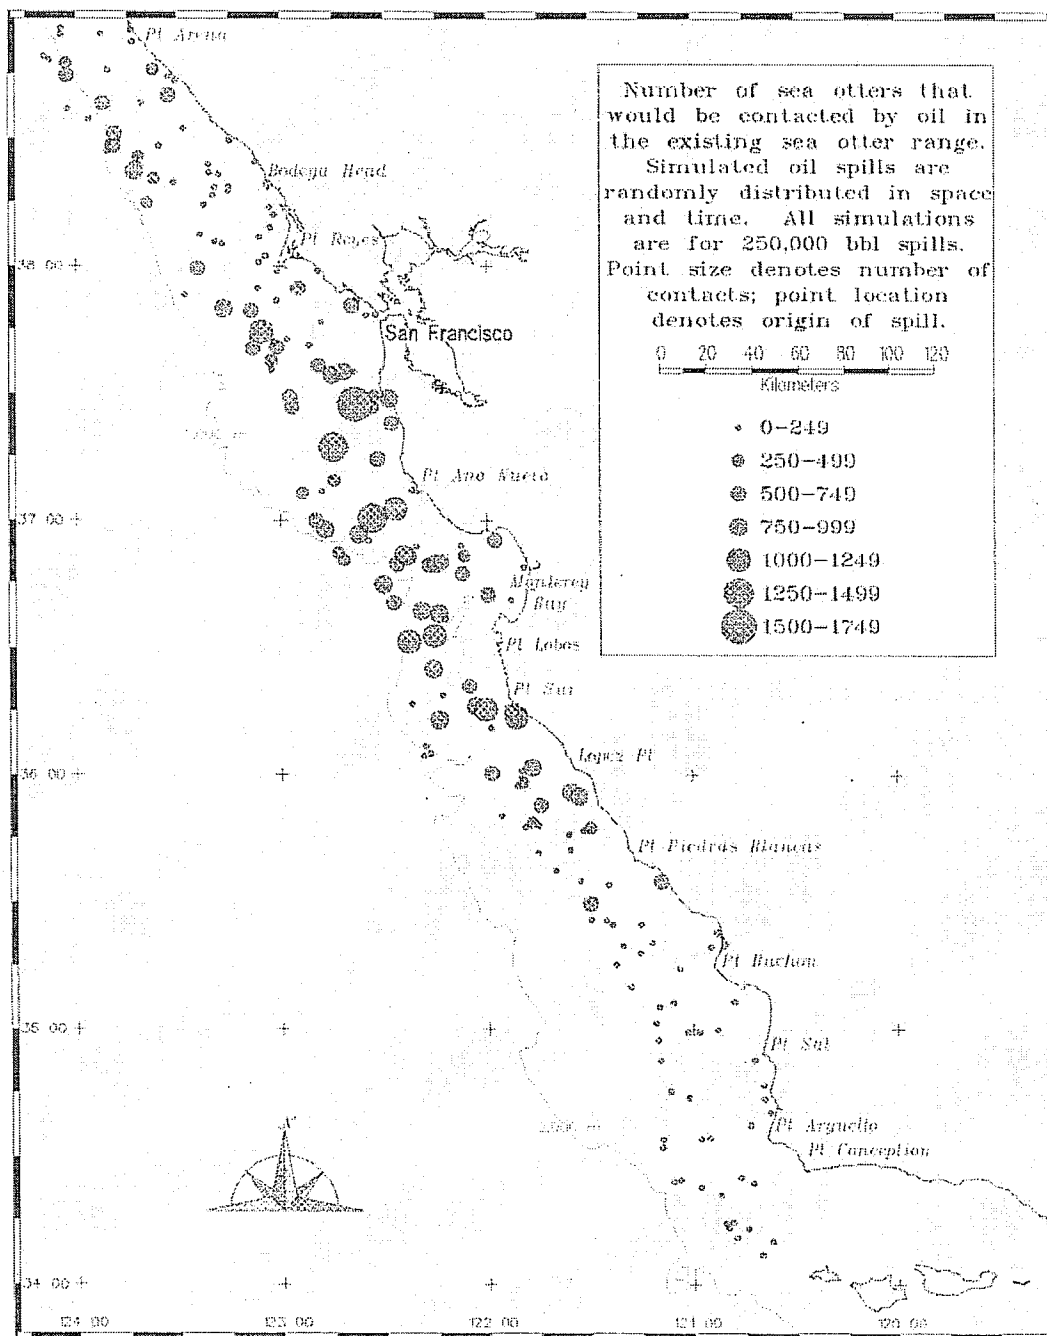 Pt Arena
Number of sea otters that
would be contacted by oil in
the existing sea otter range.
Simulated oil spills are
randomly distributed in space
and time. All simulations
are for 250,000 bbl spills.
Point size denotes number of
contacts; point location
denotes origin of spill.
0 20 40 60 80 100 120
Kilometers
0-249
250-499
500-749
750-999
1000-1249
1250-1499
1500-1749
Bodega Head
Pt Reyes
38 00
San Francisco
Pt Ano Nuevo
37 00
Monterey
Bay
Pt Lobos
Pt Sur
Lopez Pt
36 00
Pt Piedras Blancas
Pt Buchon
35 00
Pt Sal
Pt Arguello
Pt Conception
N
34 00
124 00 123 00 122 00 121 00 120 00